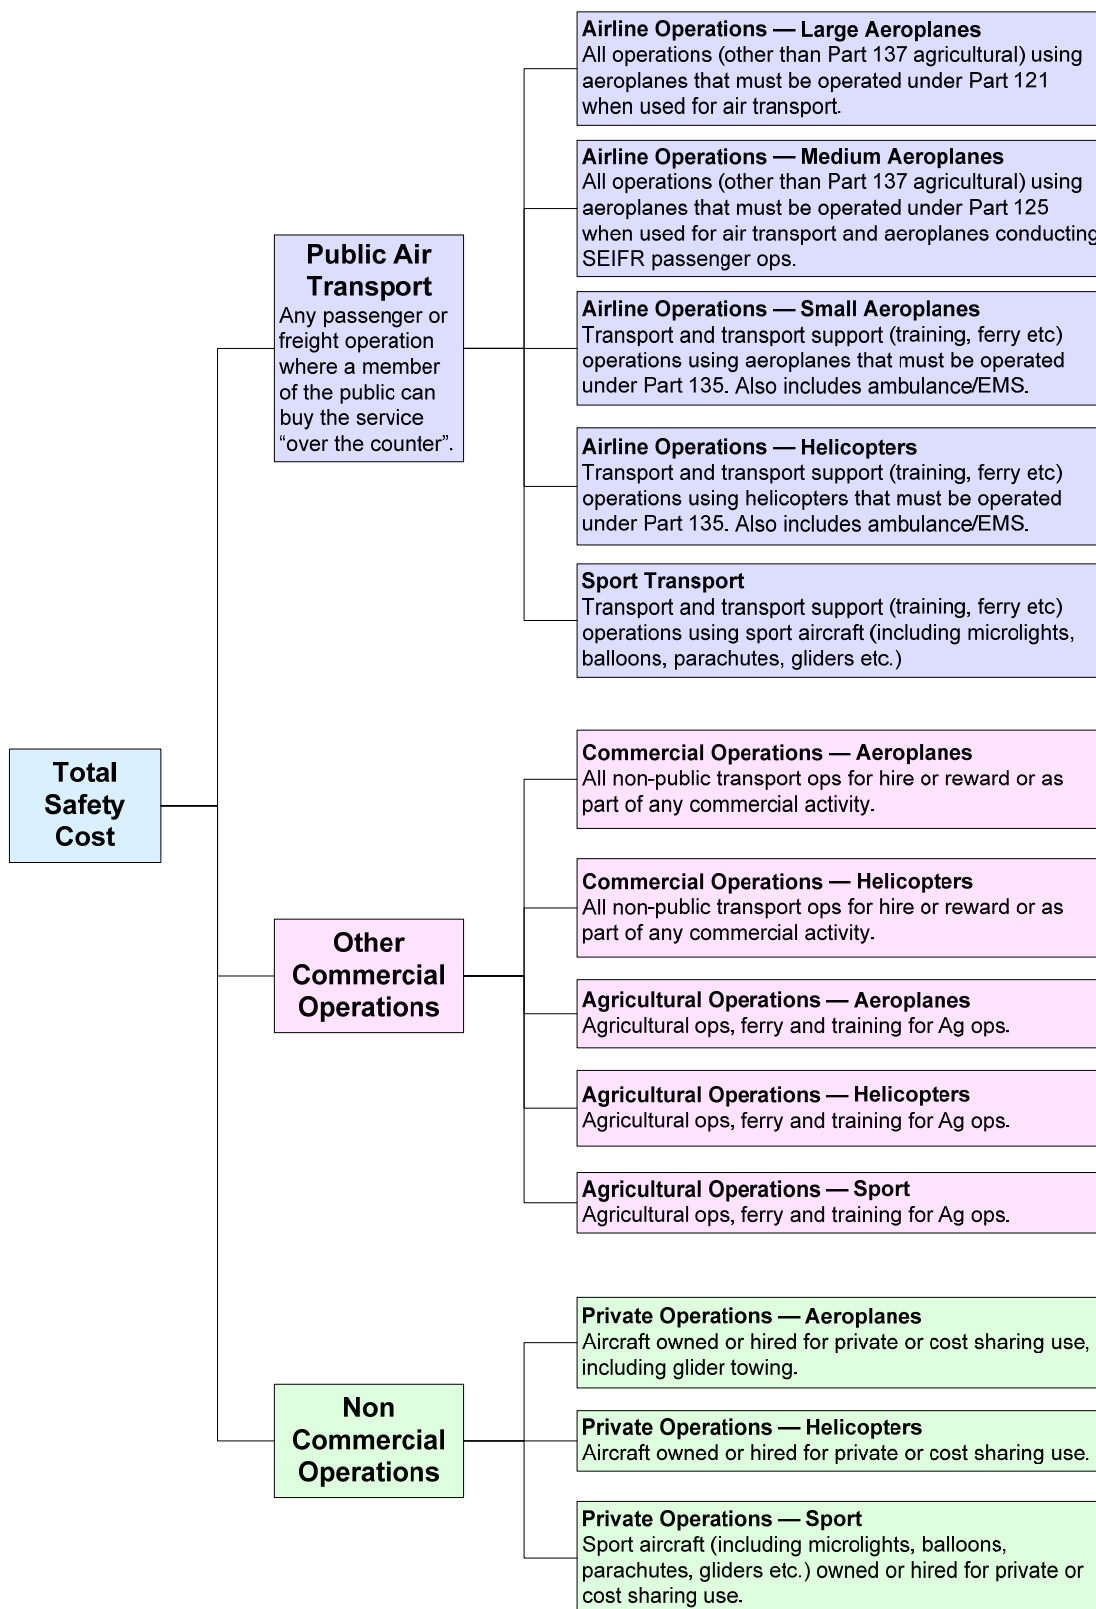 Total
Safety
Cost
Public Air
Transport
Any passenger or
freight operation
where a member
of the public can
buy the service
“over the counter”.
Airline Operations — Large Aeroplanes
All operations (other than Part 137 agricultural) using
aeroplanes that must be operated under Part 121
when used for air transport.
Airline Operations — Medium Aeroplanes
All operations (other than Part 137 agricultural) using
aeroplanes that must be operated under Part 125
when used for air transport and aeroplanes conducting
SEIFR passenger ops.
Airline Operations — Small Aeroplanes
Transport and transport support (training, ferry etc)
operations using aeroplanes that must be operated
under Part 135. Also includes ambulance/EMS.
Airline Operations — Helicopters
Transport and transport support (training, ferry etc)
operations using helicopters that must be operated
under Part 135. Also includes ambulance/EMS.
Sport Transport
Transport and transport support (training, ferry etc)
operations using sport aircraft (including microlights,
balloons, parachutes, gliders etc.)
Other
Commercial
Operations
Commercial Operations — Aeroplanes
All non-public transport ops for hire or reward or as
part of any commercial activity.
Commercial Operations — Helicopters
All non-public transport ops for hire or reward or as
part of any commercial activity.
Agricultural Operations — Aeroplanes
Agricultural ops, ferry and training for Ag ops.
Agricultural Operations — Helicopters
Agricultural ops, ferry and training for Ag ops.
Agricultural Operations — Sport
Agricultural ops, ferry and training for Ag ops.
Non
Commercial
Operations
Private Operations — Aeroplanes
Aircraft owned or hired for private or cost sharing use,
including glider towing.
Private Operations — Helicopters
Aircraft owned or hired for private or cost sharing use.
Private Operations — Sport
Sport aircraft (including microlights, balloons,
parachutes, gliders etc.) owned or hired for private or
cost sharing use.